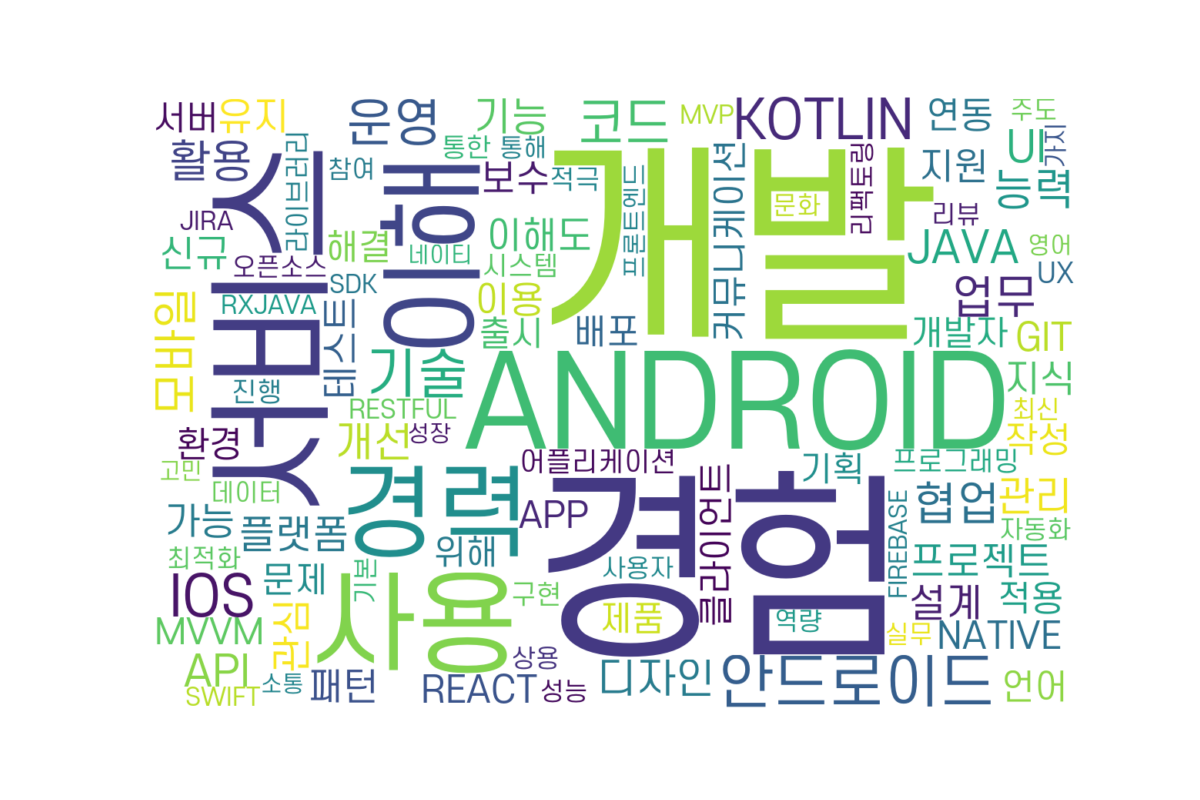 서버
유지
운영
기능
코드
MVP
KOTLIN
연동
주도
활용
스
통한
통해
UI
가지
라이브러리
참여
이해
보수
적극
개발
문화
리팩토링
커뮤니케이션
프론트엔드
지원
능력
JIRA
리뷰
신규
해결
네이티
이해도
JAVA
영어
오픈소스
SDK
시스템
UX
RXJAVA
이용
업무
모바일
서비스
테스트
출시
배포
개발자
GIT
기술
ANDROID
지식
진행
RESTFUL
최신
환경
개선
성장
작성
고민
어플리케이션
기획
프로그래밍
데이터
경력
경험
클라이언트
FIREBASE
협업
관리
가능
플랫폼
APP
자동화
최적화
위해
사용자
프로젝트
IOS
문제
기본
사용
구현
제품
역량
설계
적용
MVVM
관심
실무
NATIVE
API
상용
SWIFT
소통
패턴
REACT
성능
디자인
안드로이드
언어